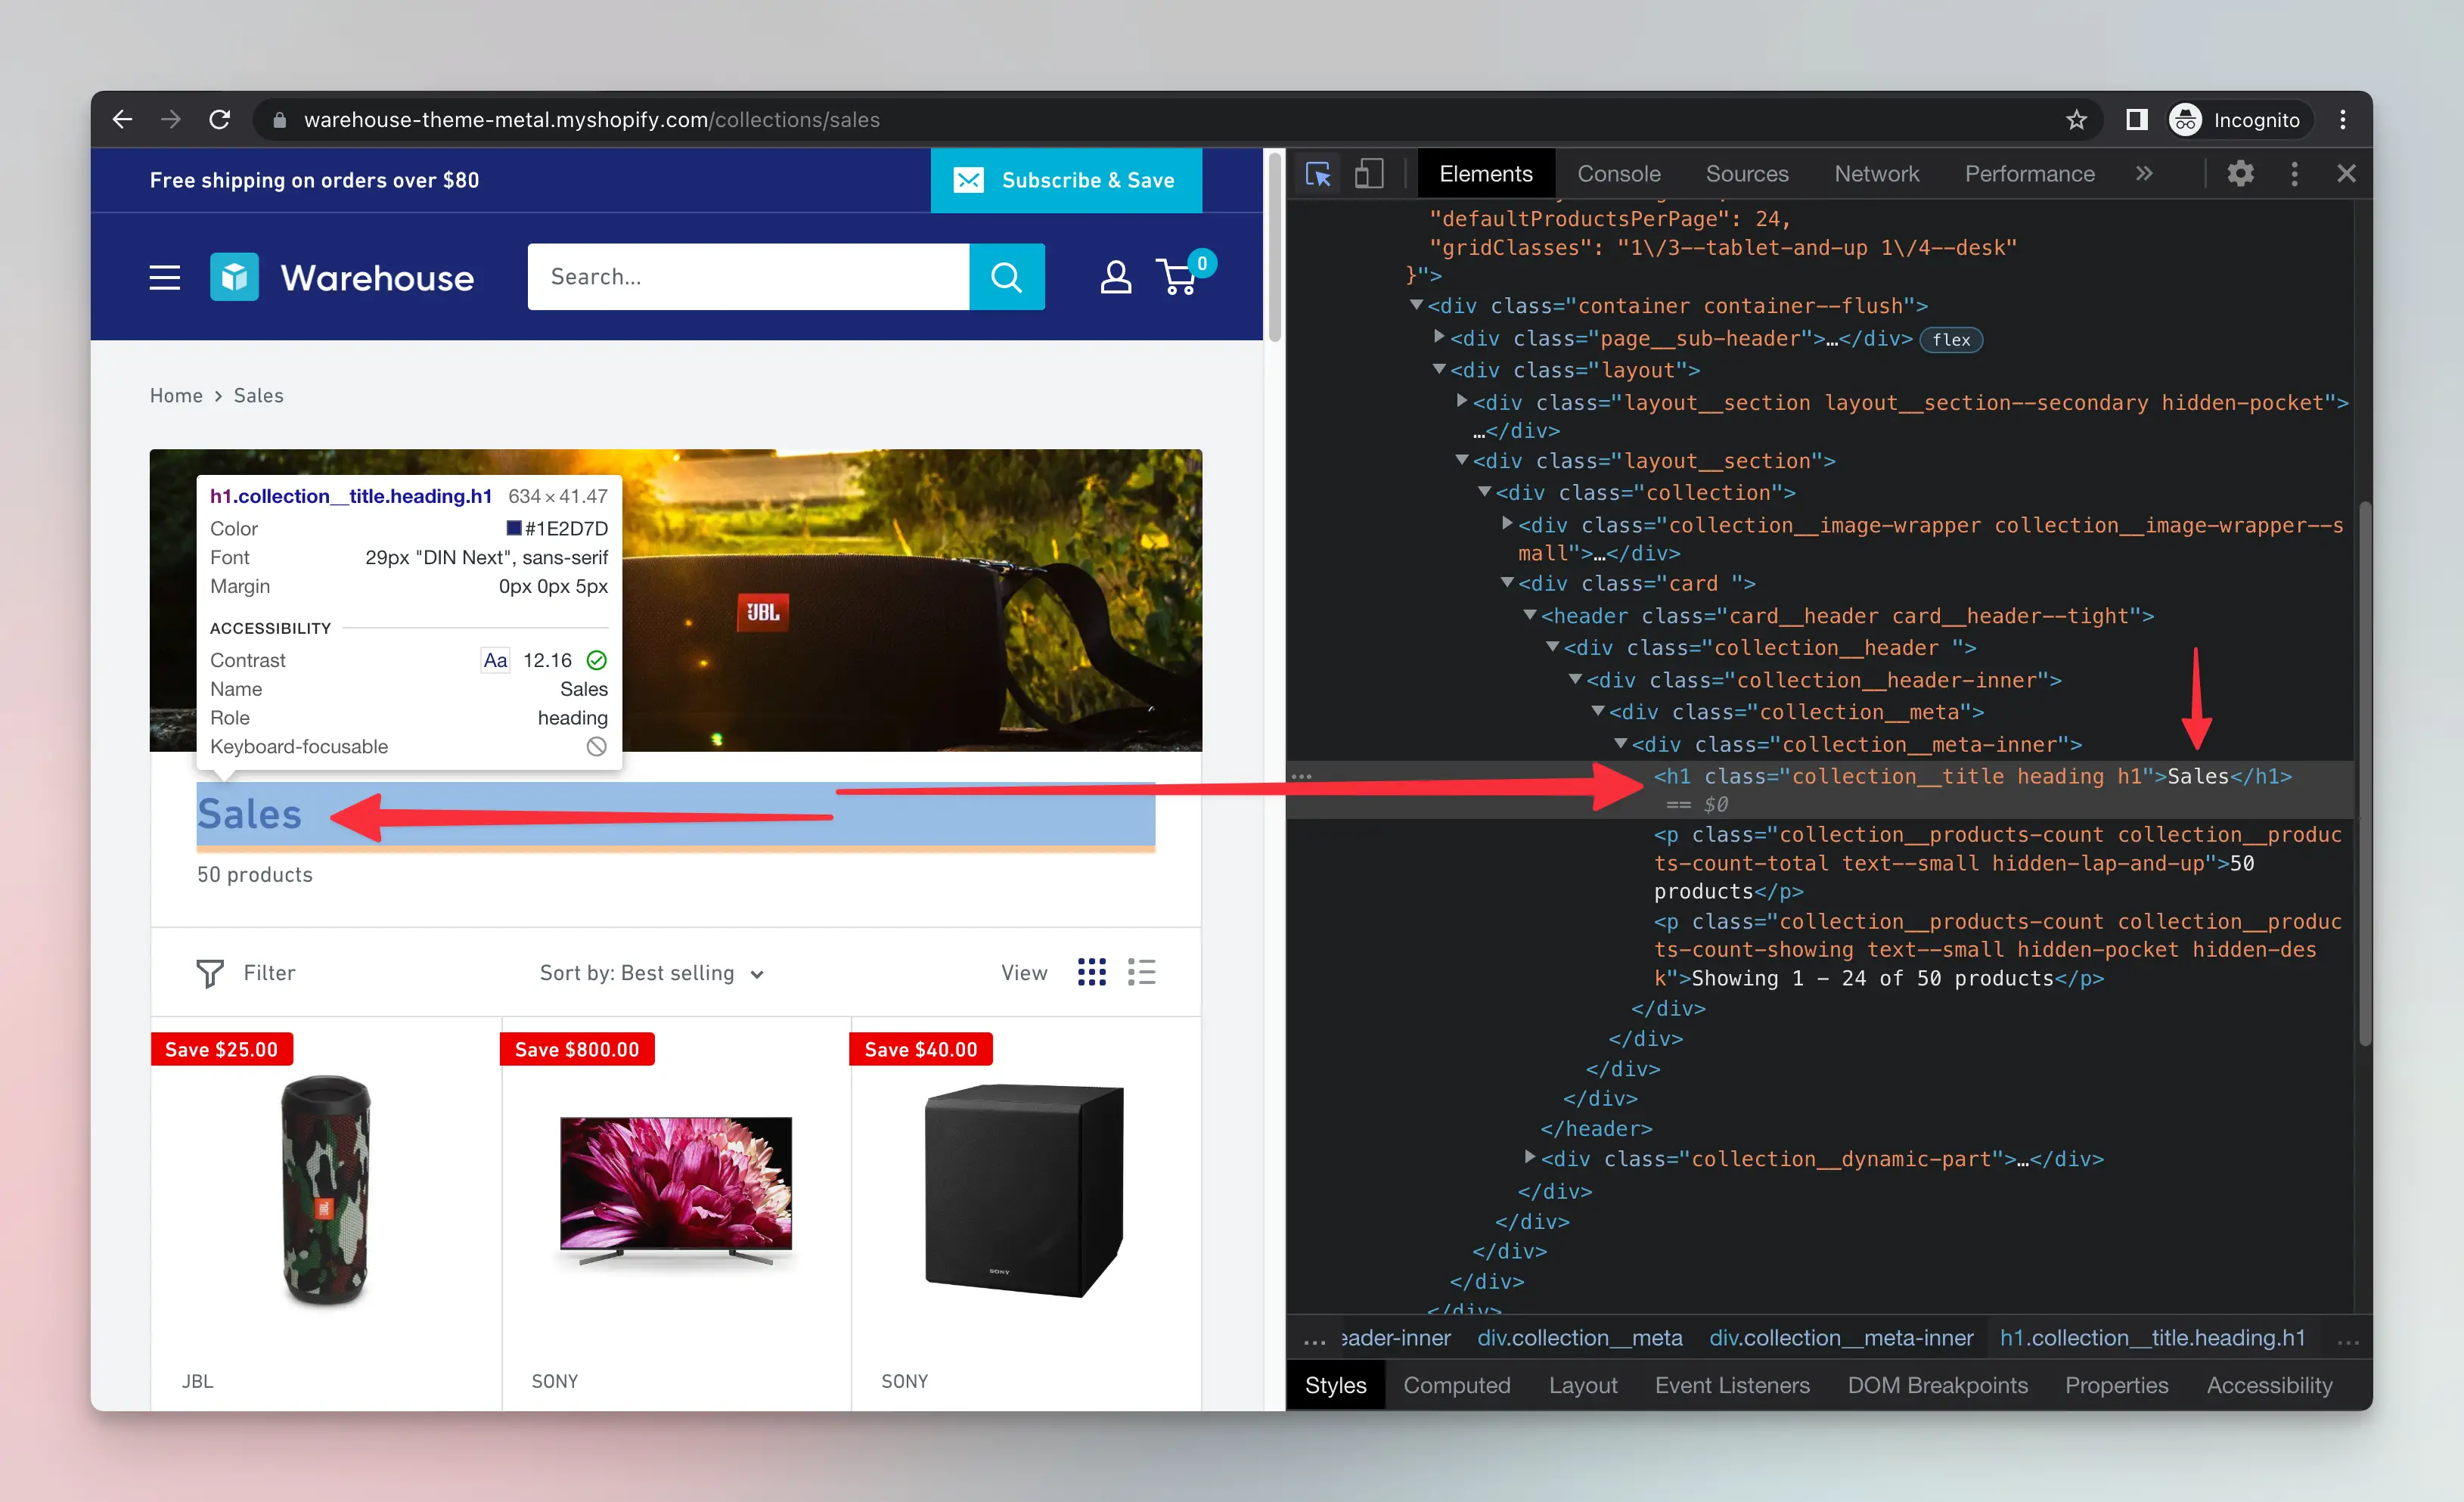 warehouse-theme-metal.myshopify.com/collections/sales
Incognito
Free shipping on orders over $80
Subscribe & Save
Warehouse
Search...
0
Home > Sales
h1.collection__title.heading.h1 634 × 41.47
Color #1E2D7D
Font 29px "DIN Next", sans-serif
Margin 0px 0px 5px
ACCESSIBILITY
Contrast Aa 12.16
Name Sales
Role heading
Keyboard-focusable
JBL
Sales
50 products
Filter
Sort by: Best selling
View
Save $25.00
Save $800.00
Save $40.00
JBL
SONY
JBL
SONY
SONY
Elements Console Sources Network Performance »
"defaultProductsPerPage": 24,
"gridClasses": "1\/3--tablet-and-up 1\/4--desk"
}">
<div class="container container--flush">
<div class="page__sub-header">…</div> flex
<div class="layout">
<div class="layout__section layout__section--secondary hidden-pocket">
…</div>
<div class="layout__section">
<div class="collection">
<div class="collection__image-wrapper collection__image-wrapper--s
mall">…</div>
<div class="card ">
<header class="card__header card__header--tight">
<div class="collection__header ">
<div class="collection__header-inner">
<div class="collection__meta">
<div class="collection__meta-inner">
<h1 class="collection__title heading h1">Sales</h1>
== $0
<p class="collection__products-count collection__produc
ts-count-total text--small hidden-lap-and-up">50
products</p>
<p class="collection__products-count collection__produc
ts-count-showing text--small hidden-pocket hidden-des
k">Showing 1 - 24 of 50 products</p>
</div>
</div>
</div>
</div>
</header>
<div class="collection__dynamic-part">…</div>
</div>
</div>
</div>
</div>
</div>
... eader-inner div.collection__meta div.collection__meta-inner h1.collection__title.heading.h1 ...
Styles Computed Layout Event Listeners DOM Breakpoints Properties Accessibility